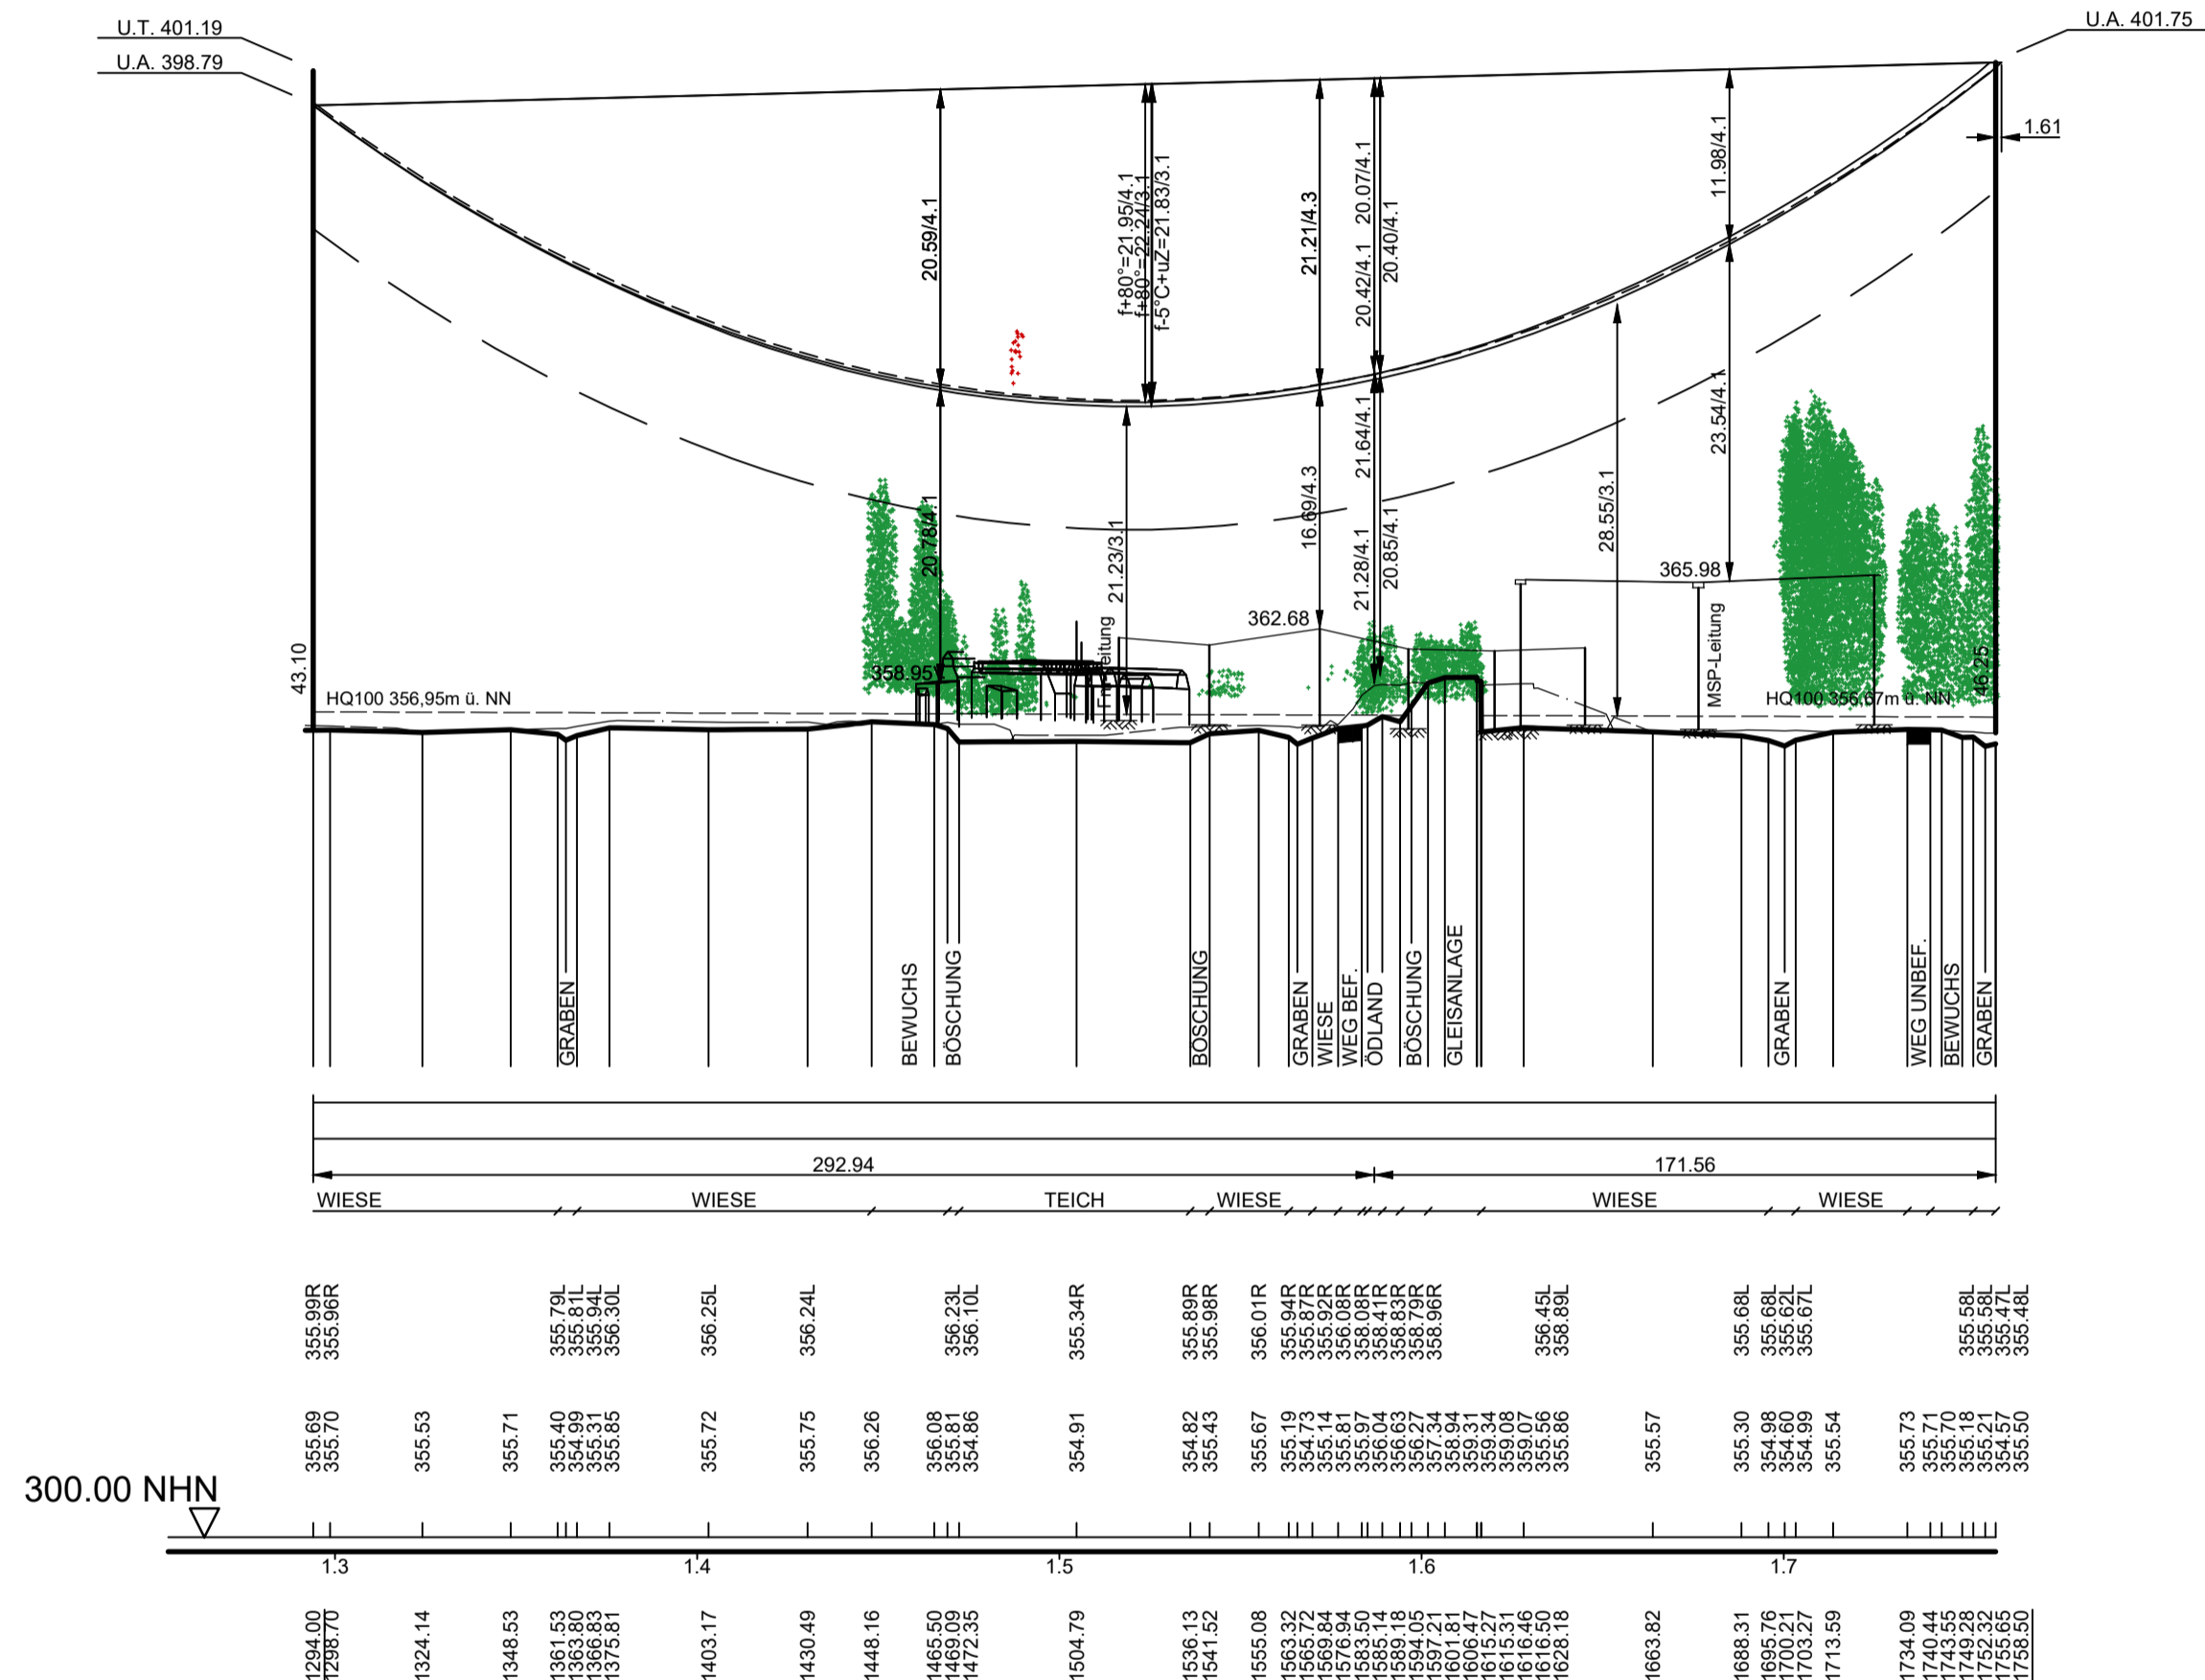 U.T. 401.19
U.A. 398.79
U.A. 401.75
1.61
20.59/4.1
f+80°=21.95/4.1
f+80°=22.24/3.1
f-5°C+uZ=21.83/3.1
21.21/4.3
20.07/4.1
20.42/4.1
20.40/4.1
11.98/4.1
20.78/4.1
21.23/3.1
16.69/4.3
21.64/4.1
21.28/4.1
20.85/4.1
28.55/3.1
23.54/4.1
43.10
46.25
358.95
362.68
365.98
MSP-Leitung
HQ100 356,95m ü. NN
HQ100 356,67m ü. NN
GRABEN
BEWUCHS
BÖSCHUNG
BÖSCHUNG
GRABEN
WIESE
WEG BEF.
ÖDLAND
BÖSCHUNG
GLEISANLAGE
GRABEN
WEG UNBEF.
BEWUCHS
GRABEN
292.94
171.56
WIESE
WIESE
TEICH
WIESE
WIESE
WIESE
355.99R
355.96R
355.79L
355.81L
355.94L
356.30L
356.25L
356.24L
356.23L
356.10L
355.34R
355.89R
355.98R
356.01R
355.94R
355.87R
355.92R
356.08R
358.08R
358.41R
358.83R
358.79R
358.96R
356.45L
358.89L
355.68L
355.68L
355.62L
355.67L
355.58L
355.58L
355.47L
355.48L
355.69
355.70
355.53
355.71
355.40
354.99
355.31
355.85
355.72
355.75
356.26
356.08
355.81
354.86
354.91
354.82
355.43
355.67
355.19
354.73
355.14
355.81
355.97
356.04
356.63
356.27
357.34
358.94
359.31
359.34
359.08
359.07
355.56
355.86
355.57
355.30
354.98
354.60
354.99
355.54
355.73
355.71
355.70
355.18
355.21
354.57
355.50
300.00 NHN
1.3
1.4
1.5
1.6
1.7
1294.00
1298.70
1324.14
1348.53
1361.53
1363.80
1366.83
1375.81
1403.17
1430.49
1448.16
1465.50
1469.09
1472.35
1504.79
1536.13
1541.52
1555.08
1563.32
1565.72
1569.84
1576.94
1583.50
1585.14
1589.18
1594.05
1597.21
1601.81
1606.47
1615.27
1615.31
1616.46
1616.50
1628.18
1663.82
1688.31
1695.76
1700.21
1703.27
1713.59
1734.09
1740.44
1743.55
1749.28
1752.32
1755.65
1758.50